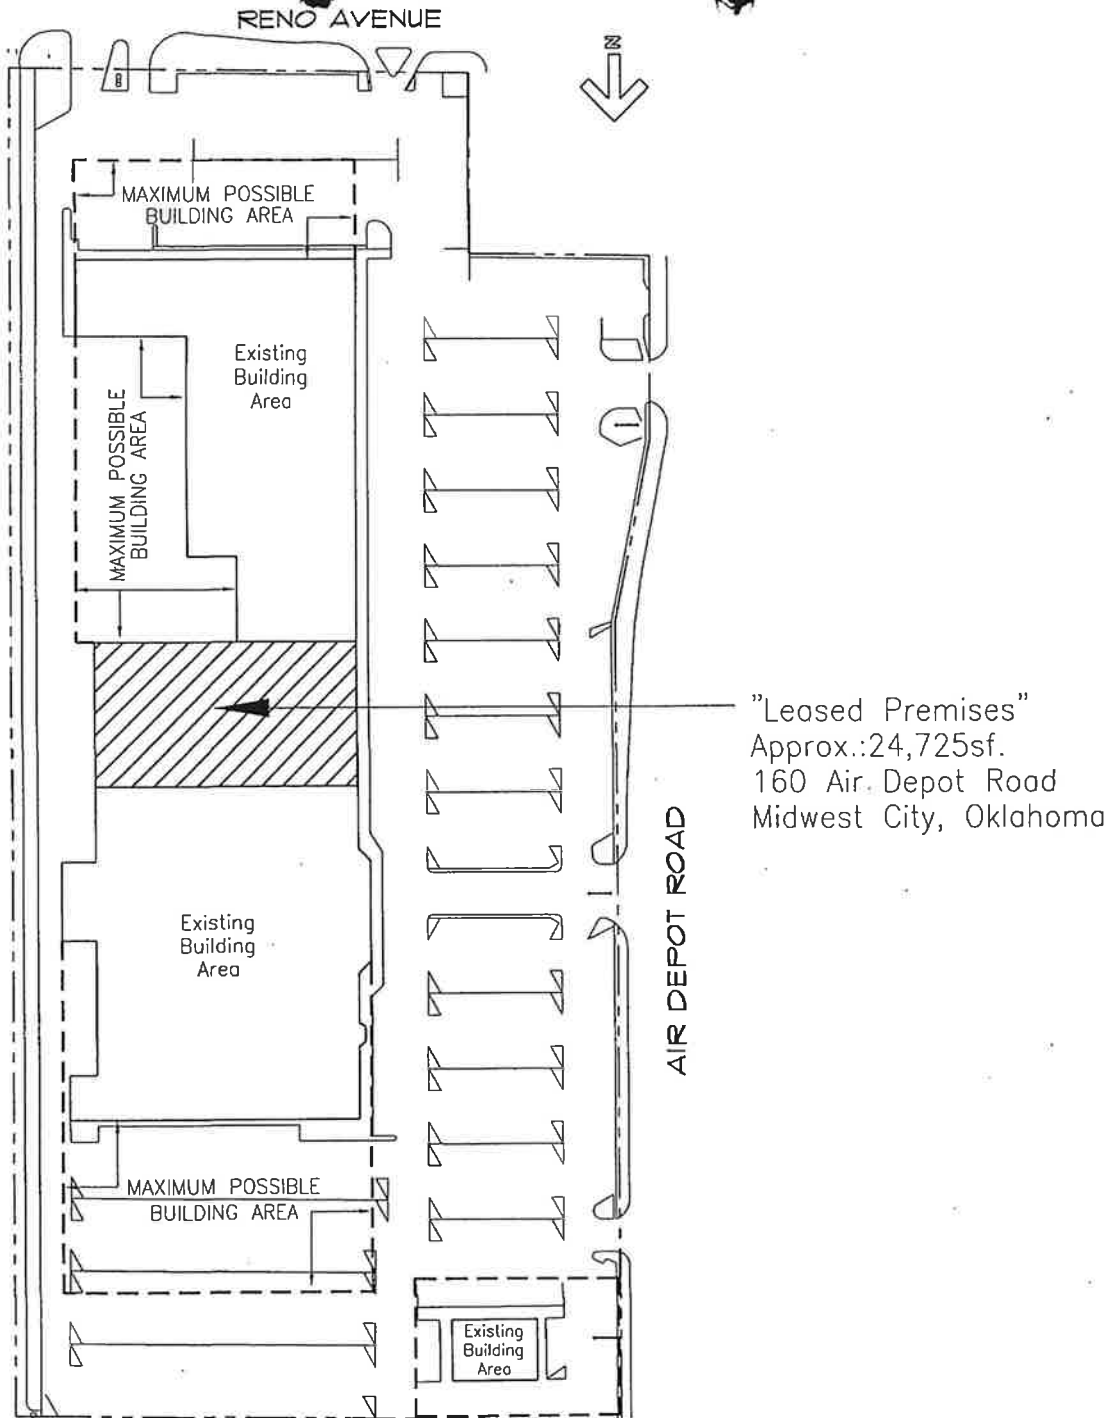 RENO AVENUE
N
MAXIMUM POSSIBLE
BUILDING AREA
Existing
Building
Area
MAXIMUM POSSIBLE
BUILDING AREA
"Leased Premises"
Approx.:24,725sf.
160 Air Depot Road
Midwest City, Oklahoma
AIR DEPOT ROAD
Existing
Building
Area
MAXIMUM POSSIBLE
BUILDING AREA
Existing
Building
Area